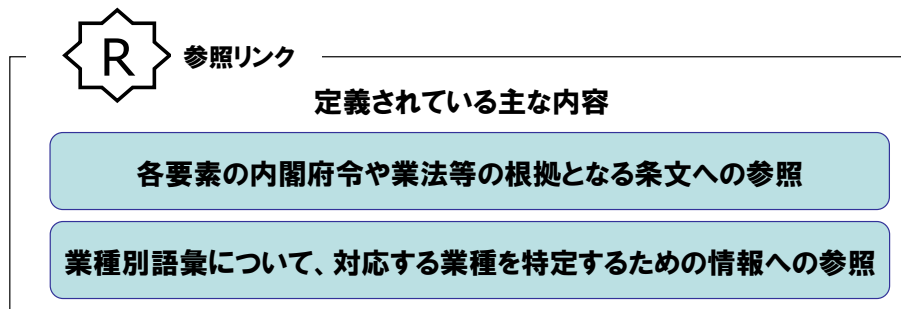 R 参照リンク
定義されている主な内容
各要素の内閣府令や業法等の根拠となる条文への参照
業種別語彙について、対応する業種を特定するための情報への参照